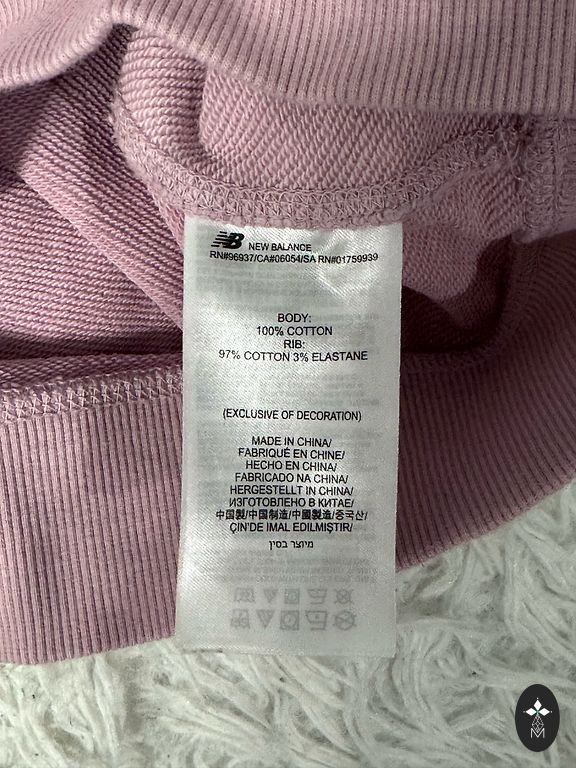 NB NEW BALANCE
RN#96937/CA#06054/SA RN#01759939
BODY:
100% COTTON
RIB:
97% COTTON 3% ELASTANE
(EXCLUSIVE OF DECORATION)
MADE IN CHINA/
FABRIQUÉ EN CHINE/
HECHO EN CHINA/
FABRICADO NA CHINA/
HERGESTELLT IN CHINA/
ИЗГОТОВЛЕНО В КИТАЕ/
中国製/中国制造/中國製造/중국산/
ÇIN'DE IMAL EDILMIŞTIR/
מיוצר בסין
M